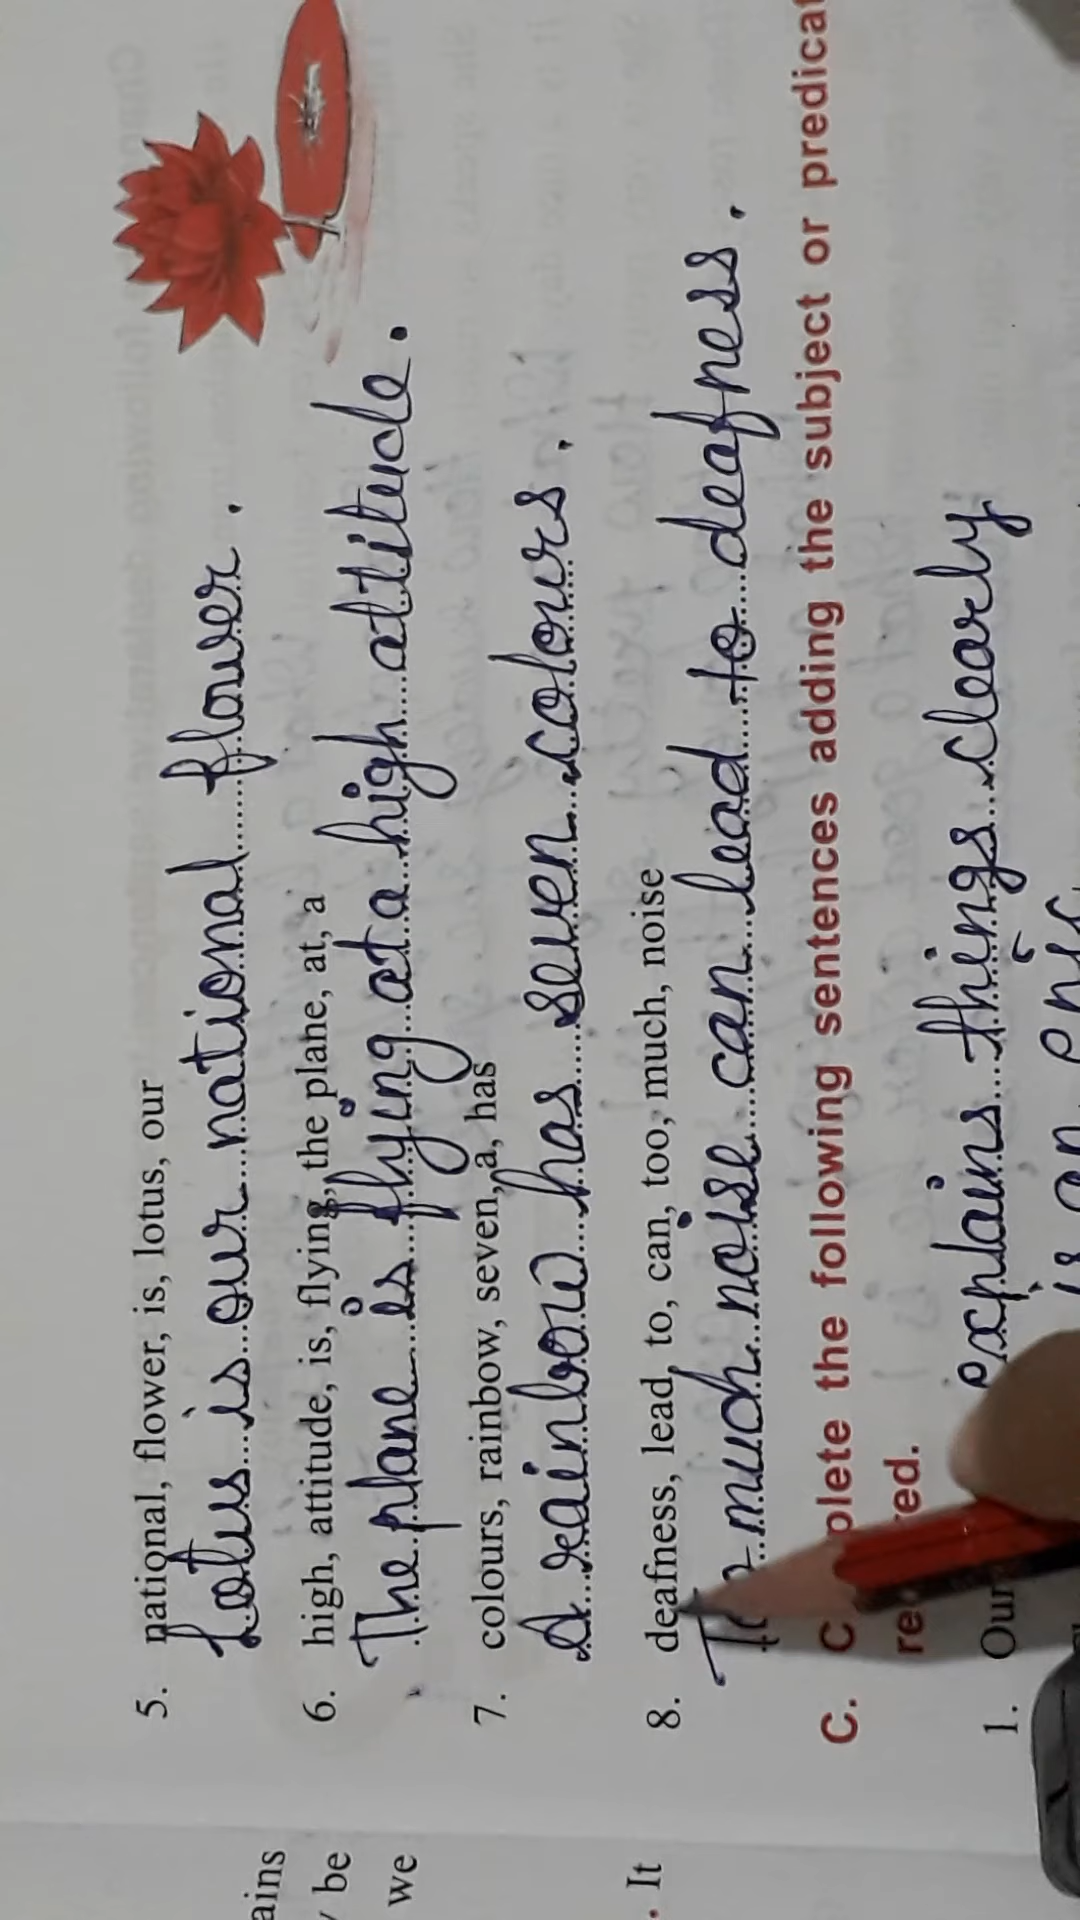 5. national, flower, is, lotus, our
Lotus is our national flower.
6. high, attitude, is, flying, the plane, at, a
The plane is flying at a high attitude.
7. colours, rainbow, seven, a, has
A rainbow has seven colours.
8. deafness, lead, to, can, too, much, noise
much noise can lead to deafness.
C. plete the following sentences adding the subject or predicat
red.
1. Our explains things clearly
is an
ains
be
we
. It